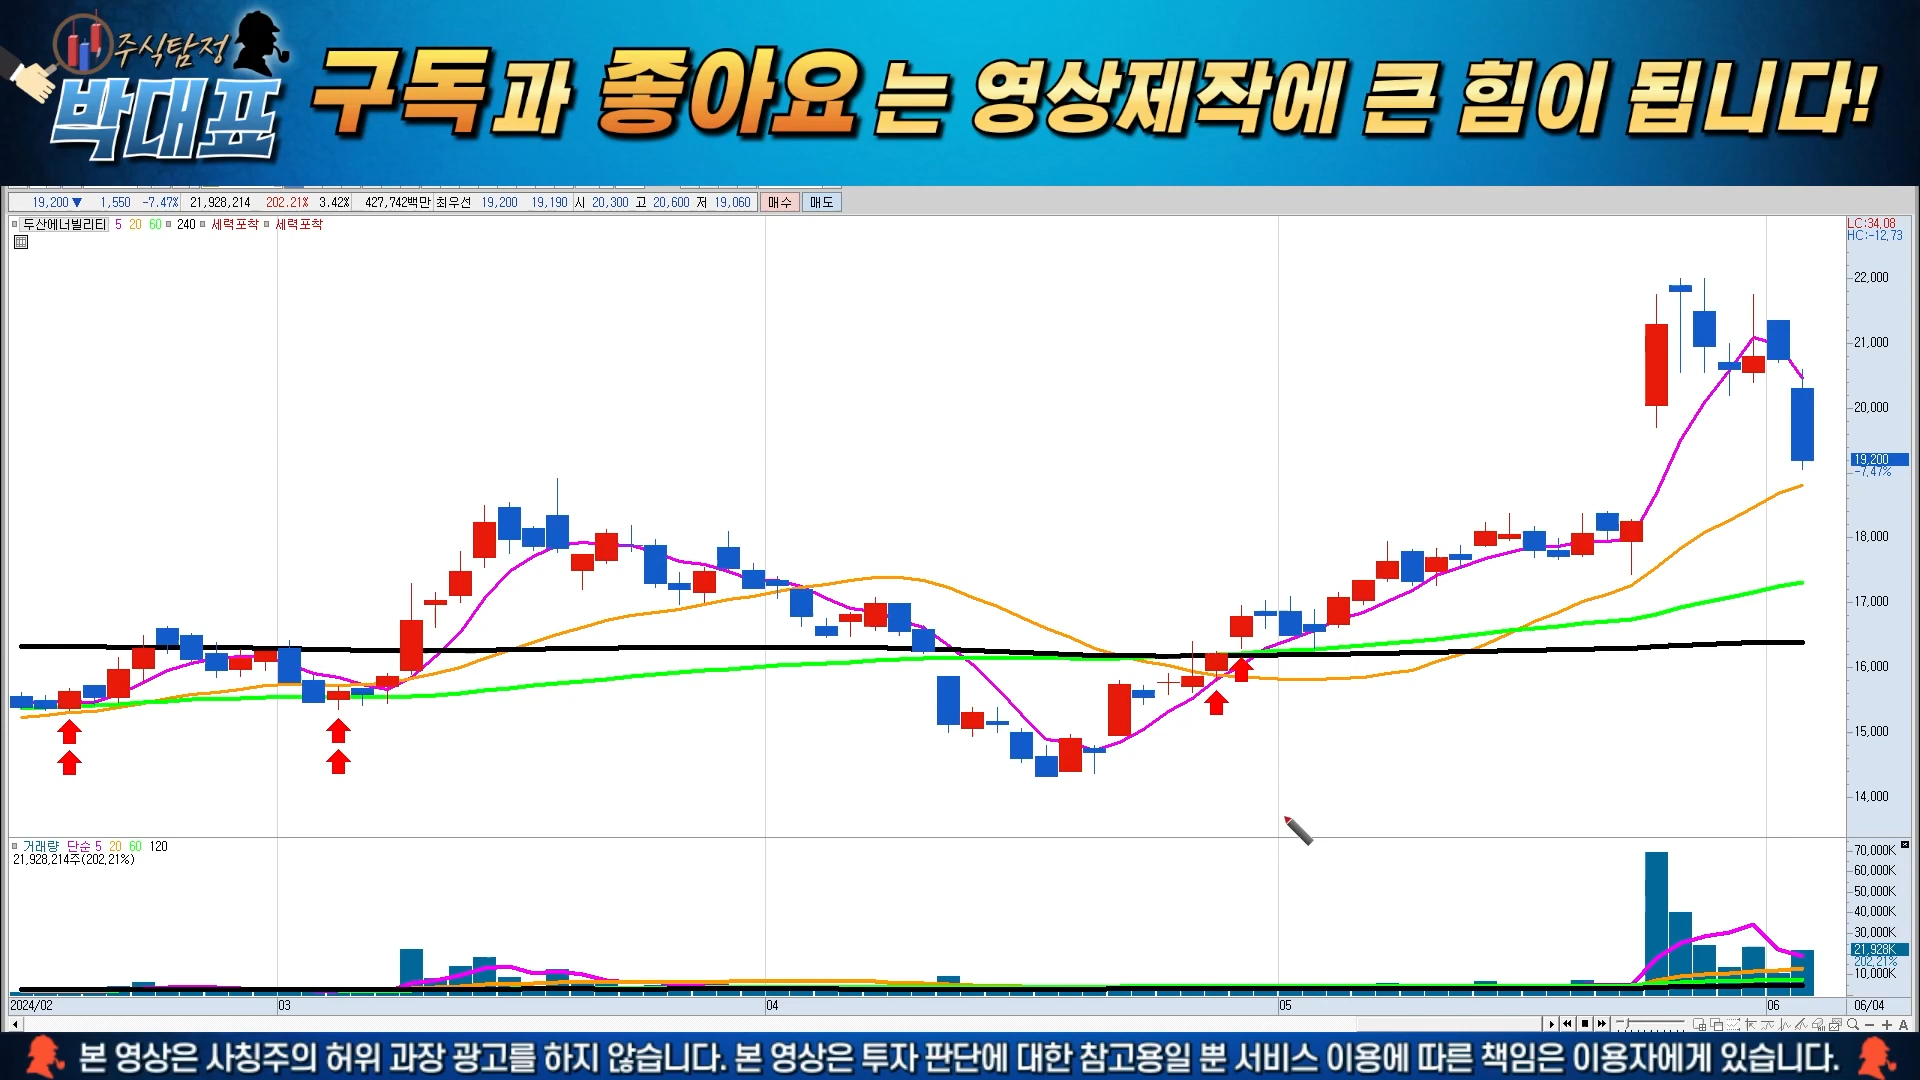 주식탐정
박대표
구독과 좋아요는 영상제작에 큰 힘이 됩니다!
19,200 ▼ 1,550 -7.47% 21,928,214 202.21% 3.42% 427,742백만 최우선 19,200 19,190 시 20,300 고 20,600 저 19,060 매수 매도
두산에너빌리티 5 20 60 240 세력포착 세력포착
LC:34,08
HC:-12,73
22,000
21,000
20,000
19,200
-7,47%
18,000
17,000
16,000
15,000
14,000
거래량 단순 5 20 60 120
21,928,214주(202,21%)
70,000K
60,000K
50,000K
40,000K
30,000K
21,928K
202,21%
10,000K
2024/02 03 04 05 06 06/04
본 영상은 사칭주의 허위 과장 광고를 하지 않습니다. 본 영상은 투자 판단에 대한 참고용일 뿐 서비스 이용에 따른 책임은 이용자에게 있습니다.